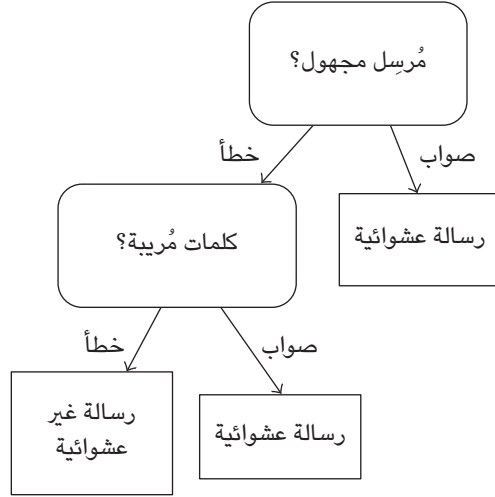 مُرسِل مجهول؟
صواب
خطأ
رسالة عشوائية
كلمات مُريبة؟
صواب
خطأ
رسالة عشوائية
رسالة غير
عشوائية